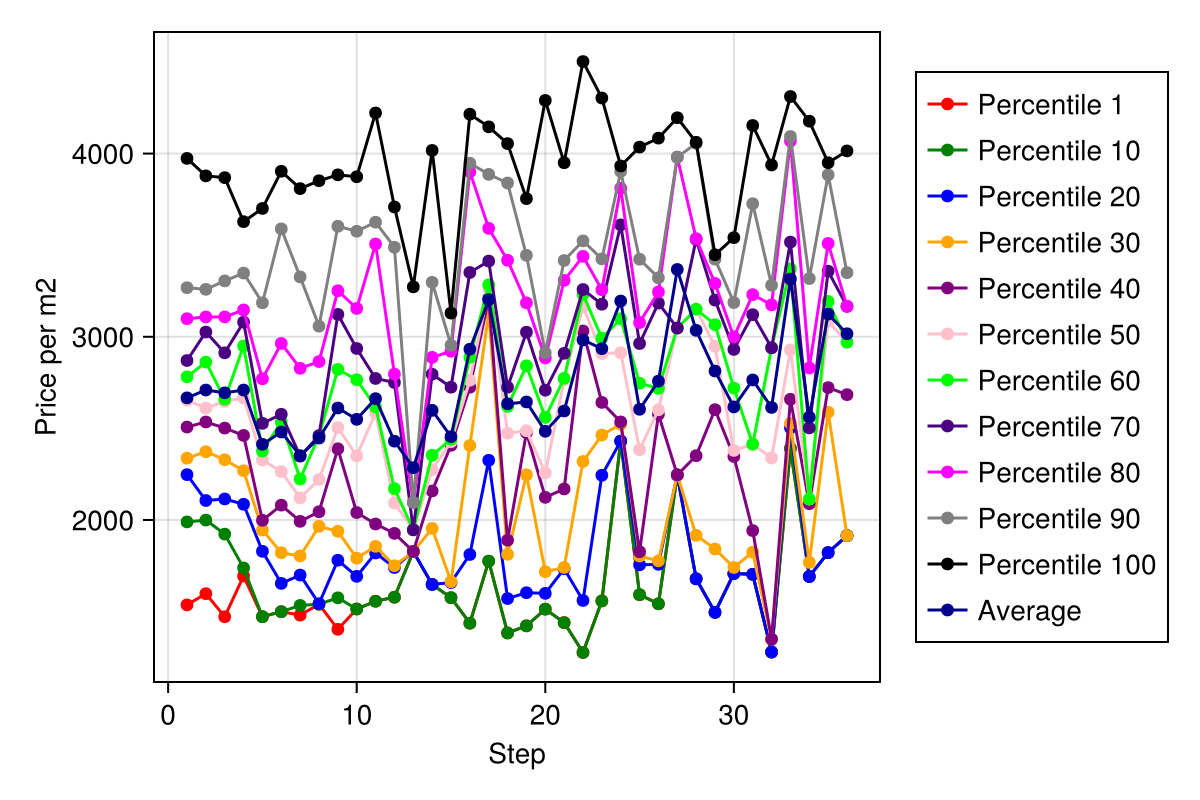 Price per m2
4000
3000
2000
0 10 20 30
Step
Percentile 1
Percentile 10
Percentile 20
Percentile 30
Percentile 40
Percentile 50
Percentile 60
Percentile 70
Percentile 80
Percentile 90
Percentile 100
Average